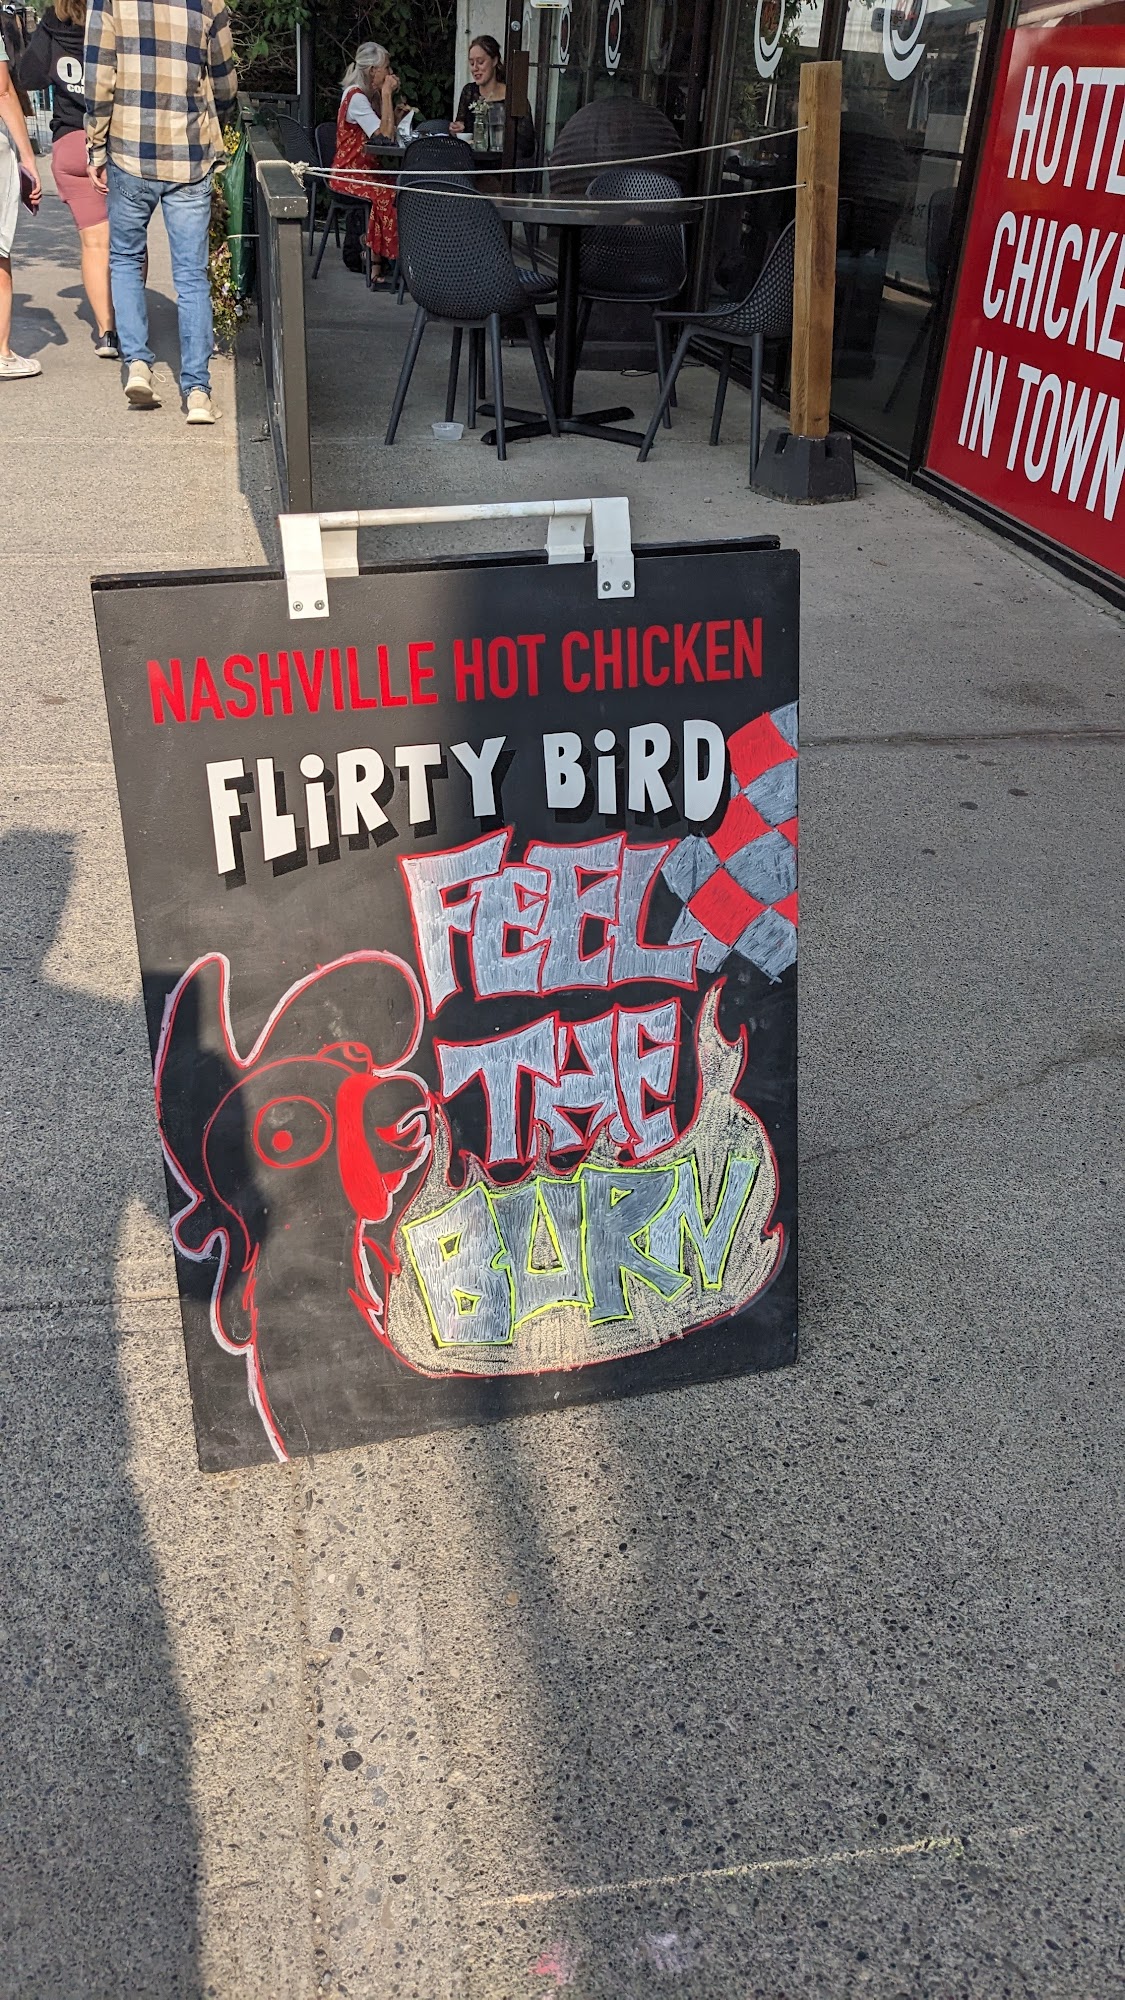 HOTTE
CHICKE
IN TOWN
NASHVILLE HOT CHICKEN
FLiRTY BiRD
FEEL
THE
BURN